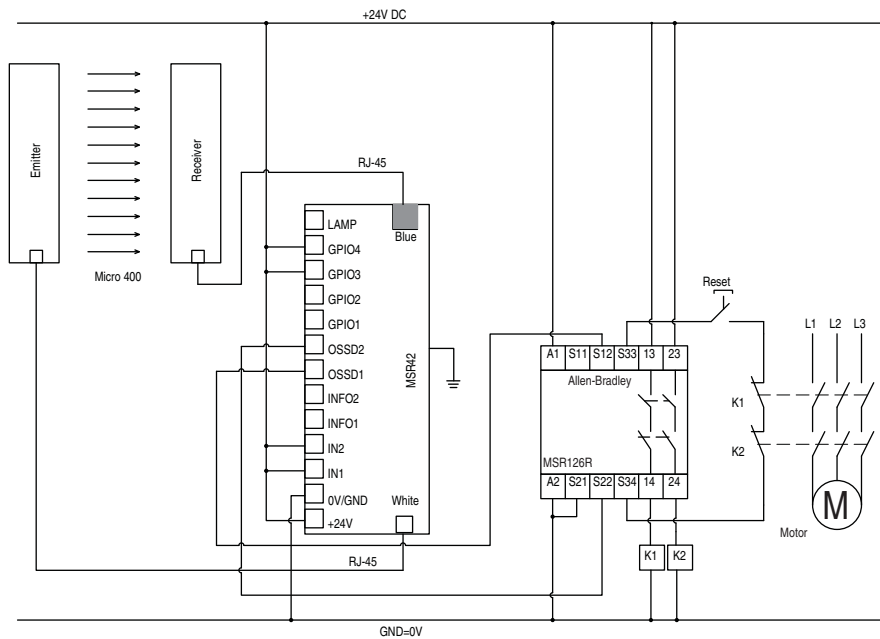 +24V DC
Emitter
Receiver
Micro 400
RJ-45
Blue
LAMP
GPIO4
GPIO3
GPIO2
GPIO1
OSSD2
OSSD1
INFO2
INFO1
IN2
IN1
0V/GND
+24V
White
MSR42
RJ-45
A1 S11 S12 S33 13 23
Allen-Bradley
MSR126R
A2 S21 S22 S34 14 24
K1 K2
Reset
K1
K2
L1 L2 L3
M
Motor
GND=0V